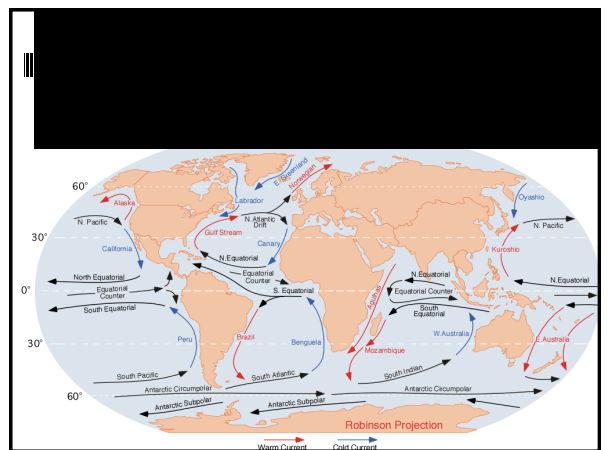 E. Greenland
Norwegian
60°
Alaska
Labrador
Oyashio
N. Pacific
N. Atlantic
Drift
N. Pacific
Gulf Stream
30°
California
Canary
Kuroshio
N. Equatorial
North Equatorial
Equatorial
Counter
N. Equatorial
N. Equatorial
Equatorial
Counter
0°
S. Equatorial
Equatorial Counter
South Equatorial
South
Equatorial
Agulhas
Peru
Brazil
Benguela
W. Australia
E. Australia
30°
Mozambique
South Pacific
South Atlantic
South Indian
Antarctic Circumpolar
Antarctic Circumpolar
60°
Antarctic Subpolar
Antarctic Subpolar
Robinson Projection
Warm Current
Cold Current